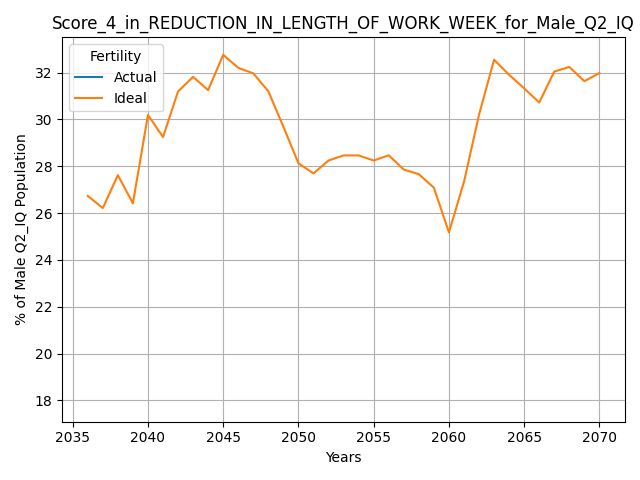 Score_4_in_REDUCTION_IN_LENGTH_OF_WORK_WEEK_for_Male_Q2_IQ
Fertility
Actual
Ideal
% of Male Q2_IQ Population
32
30
28
26
24
22
20
18
2035 2040 2045 2050 2055 2060 2065 2070
Years